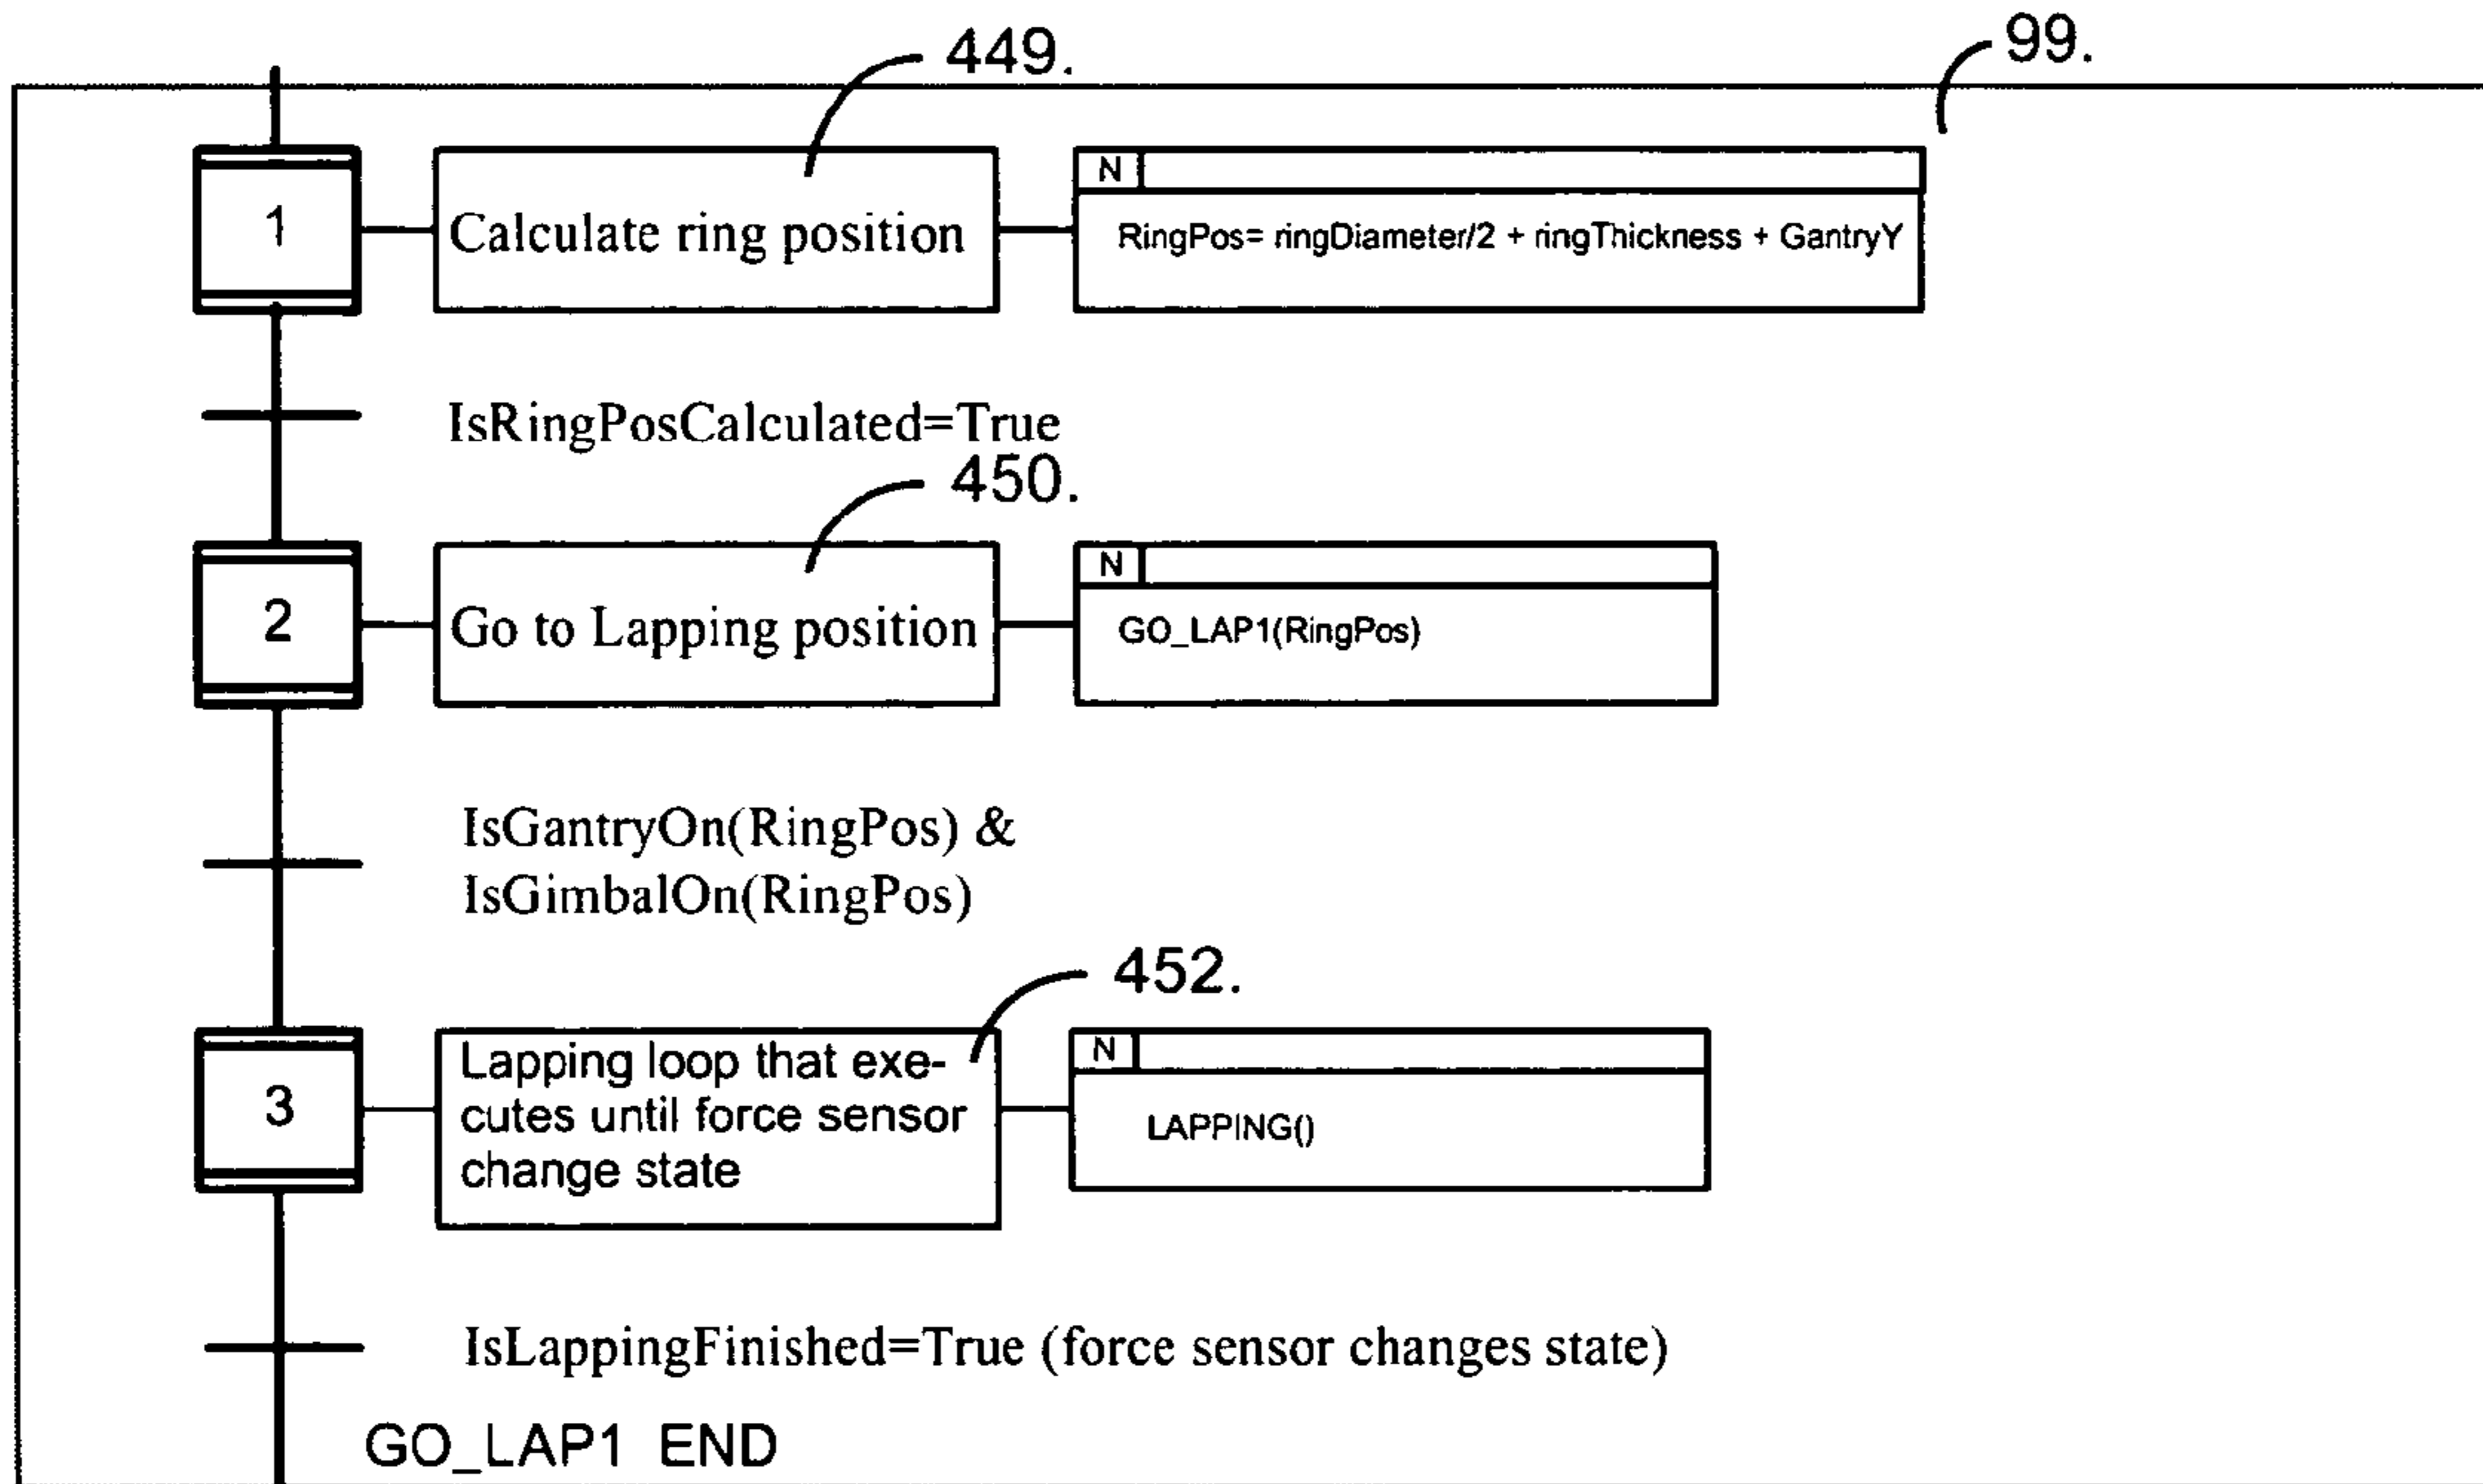 449.
99.
1
Calculate ring position
N
RingPos= ringDiameter/2 + ringThickness + GantryY
IsRingPosCalculated=True
450.
2
Go to Lapping position
N
GO_LAP1(RingPos)
IsGantryOn(RingPos) &
IsGimbalOn(RingPos)
452.
3
Lapping loop that exe-
cutes until force sensor
change state
N
LAPPING()
IsLappingFinished=True (force sensor changes state)
GO_LAP1 END